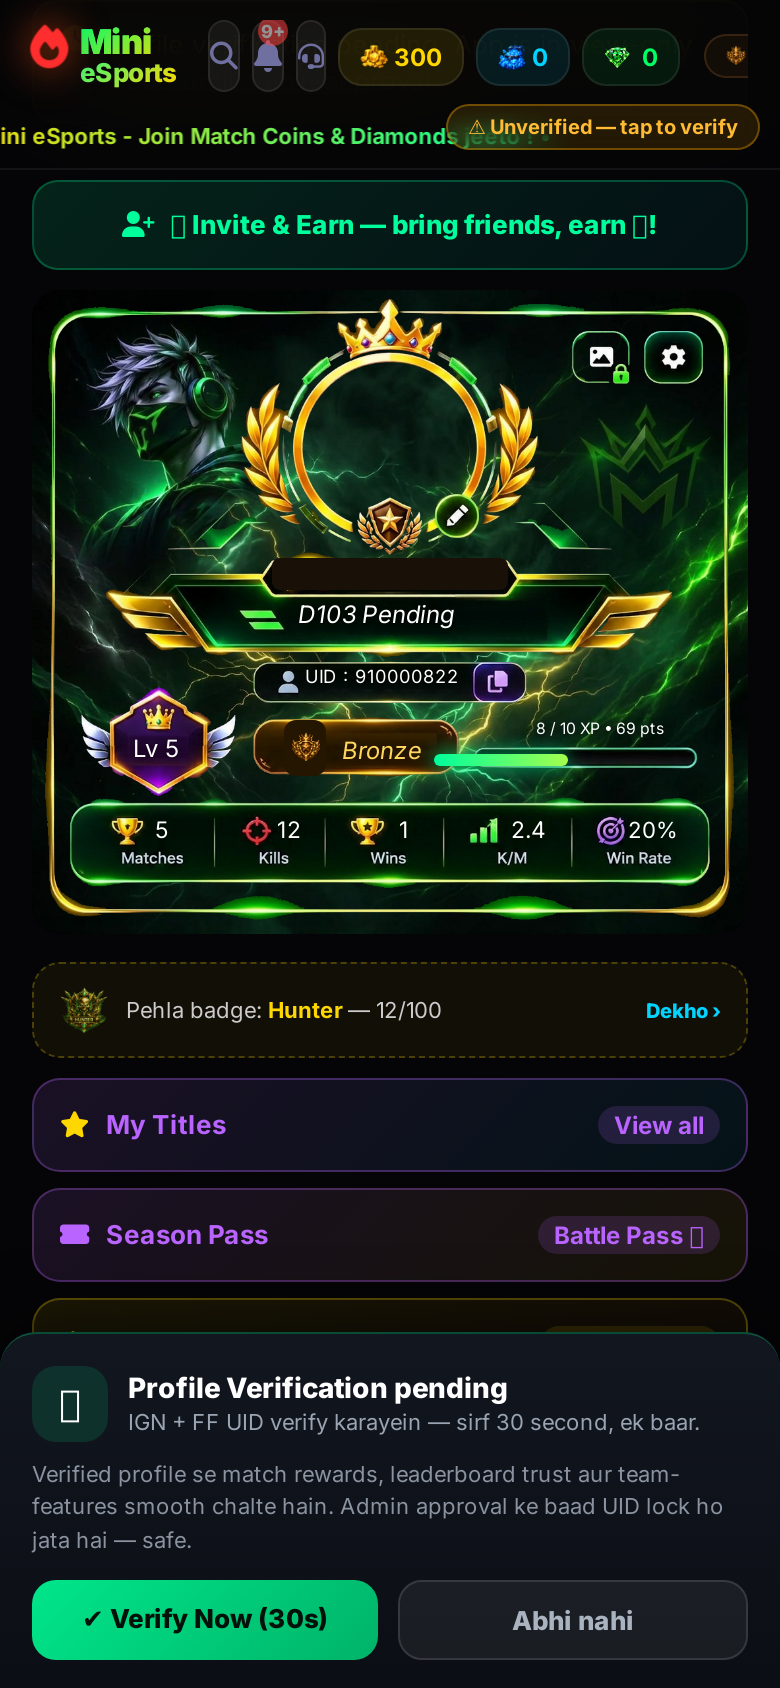 Mini
eSports
9+
300
0
0
ini eSports - Join Match Coins & Diamonds jeeto !
⚠ Unverified — tap to verify
Invite & Earn — bring friends, earn !
D103 Pending
UID : 910000822
8 / 10 XP • 69 pts
Lv 5
Bronze
5
12
1
2.4
20%
Matches
Kills
Wins
K/M
Win Rate
Pehla badge: Hunter — 12/100
Dekho ›
My Titles
View all
Season Pass
Battle Pass
Profile Verification pending
IGN + FF UID verify karayein — sirf 30 second, ek baar.
Verified profile se match rewards, leaderboard trust aur team-
features smooth chalte hain. Admin approval ke baad UID lock ho
jata hai — safe.
✔ Verify Now (30s)
Abhi nahi